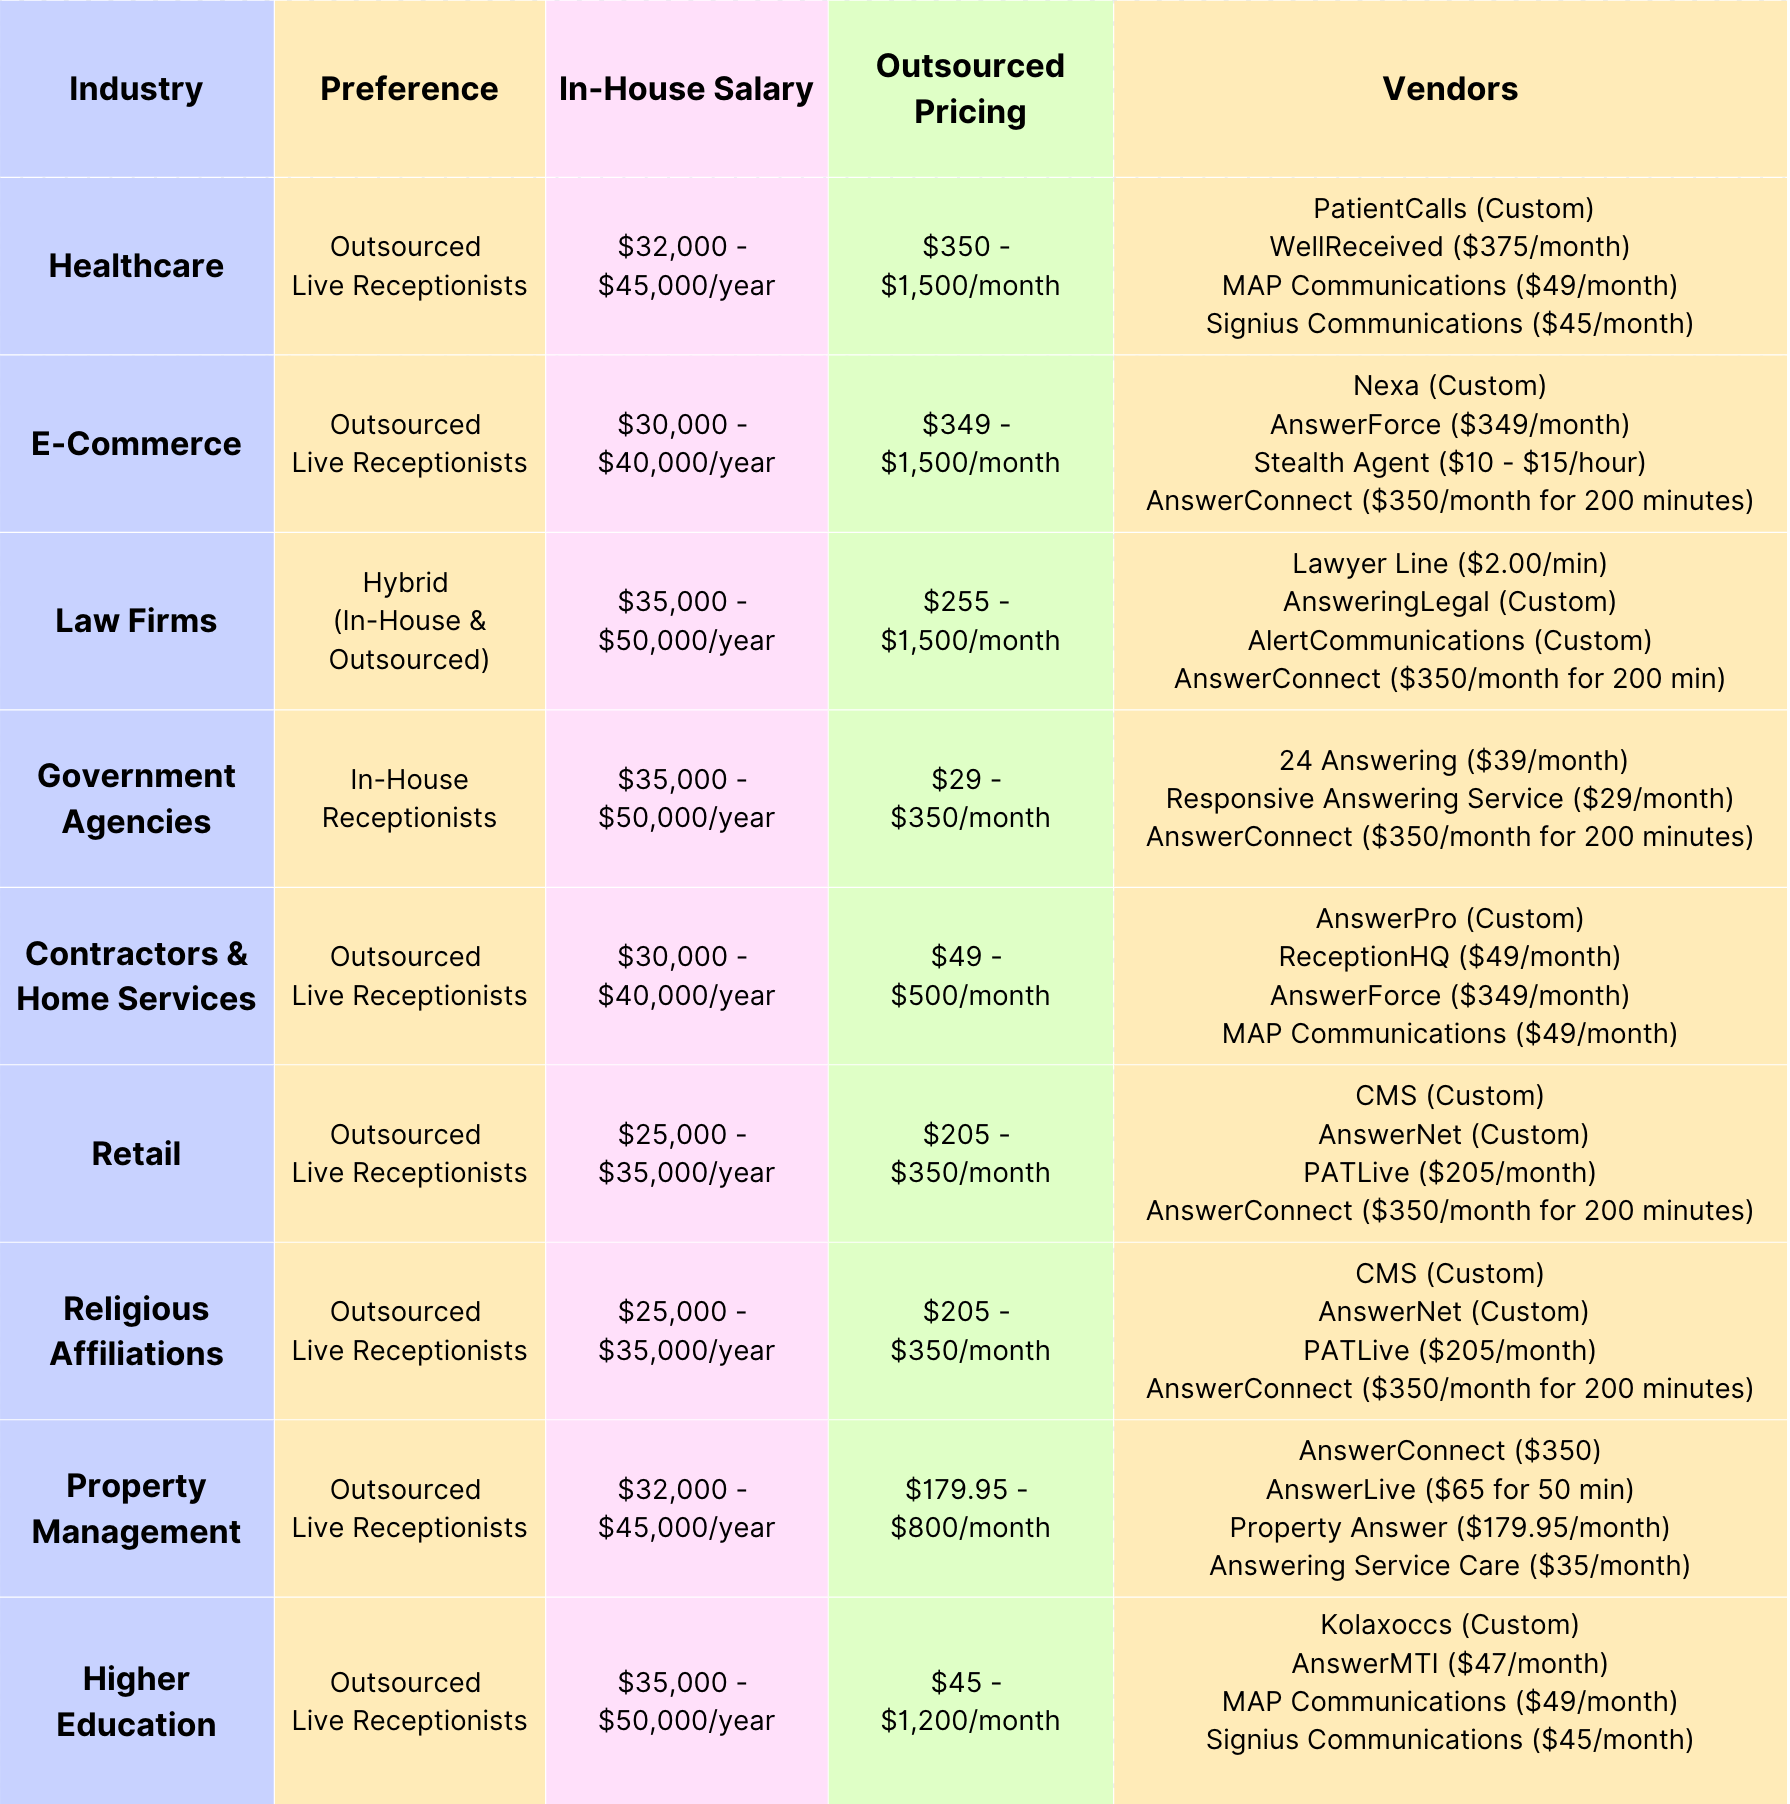 Industry
Preference
In-House Salary
Outsourced
Pricing
Vendors
Healthcare
Outsourced
Live Receptionists
$32,000 -
$45,000/year
$350 -
$1,500/month
PatientCalls (Custom)
WellReceived ($375/month)
MAP Communications ($49/month)
Signius Communications ($45/month)
E-Commerce
Outsourced
Live Receptionists
$30,000 -
$40,000/year
$349 -
$1,500/month
Nexa (Custom)
AnswerForce ($349/month)
Stealth Agent ($10 - $15/hour)
AnswerConnect ($350/month for 200 minutes)
Law Firms
Hybrid
(In-House &
Outsourced)
$35,000 -
$50,000/year
$255 -
$1,500/month
Lawyer Line ($2.00/min)
AnsweringLegal (Custom)
AlertCommunications (Custom)
AnswerConnect ($350/month for 200 min)
Government
Agencies
In-House
Receptionists
$35,000 -
$50,000/year
$29 -
$350/month
24 Answering ($39/month)
Responsive Answering Service ($29/month)
AnswerConnect ($350/month for 200 minutes)
Contractors &
Home Services
Outsourced
Live Receptionists
$30,000 -
$40,000/year
$49 -
$500/month
AnswerPro (Custom)
ReceptionHQ ($49/month)
AnswerForce ($349/month)
MAP Communications ($49/month)
Retail
Outsourced
Live Receptionists
$25,000 -
$35,000/year
$205 -
$350/month
CMS (Custom)
AnswerNet (Custom)
PATLive ($205/month)
AnswerConnect ($350/month for 200 minutes)
Religious
Affiliations
Outsourced
Live Receptionists
$25,000 -
$35,000/year
$205 -
$350/month
CMS (Custom)
AnswerNet (Custom)
PATLive ($205/month)
AnswerConnect ($350/month for 200 minutes)
Property
Management
Outsourced
Live Receptionists
$32,000 -
$45,000/year
$179.95 -
$800/month
AnswerConnect ($350)
AnswerLive ($65 for 50 min)
Property Answer ($179.95/month)
Answering Service Care ($35/month)
Higher
Education
Outsourced
Live Receptionists
$35,000 -
$50,000/year
$45 -
$1,200/month
Kolaxoccs (Custom)
AnswerMTI ($47/month)
MAP Communications ($49/month)
Signius Communications ($45/month)